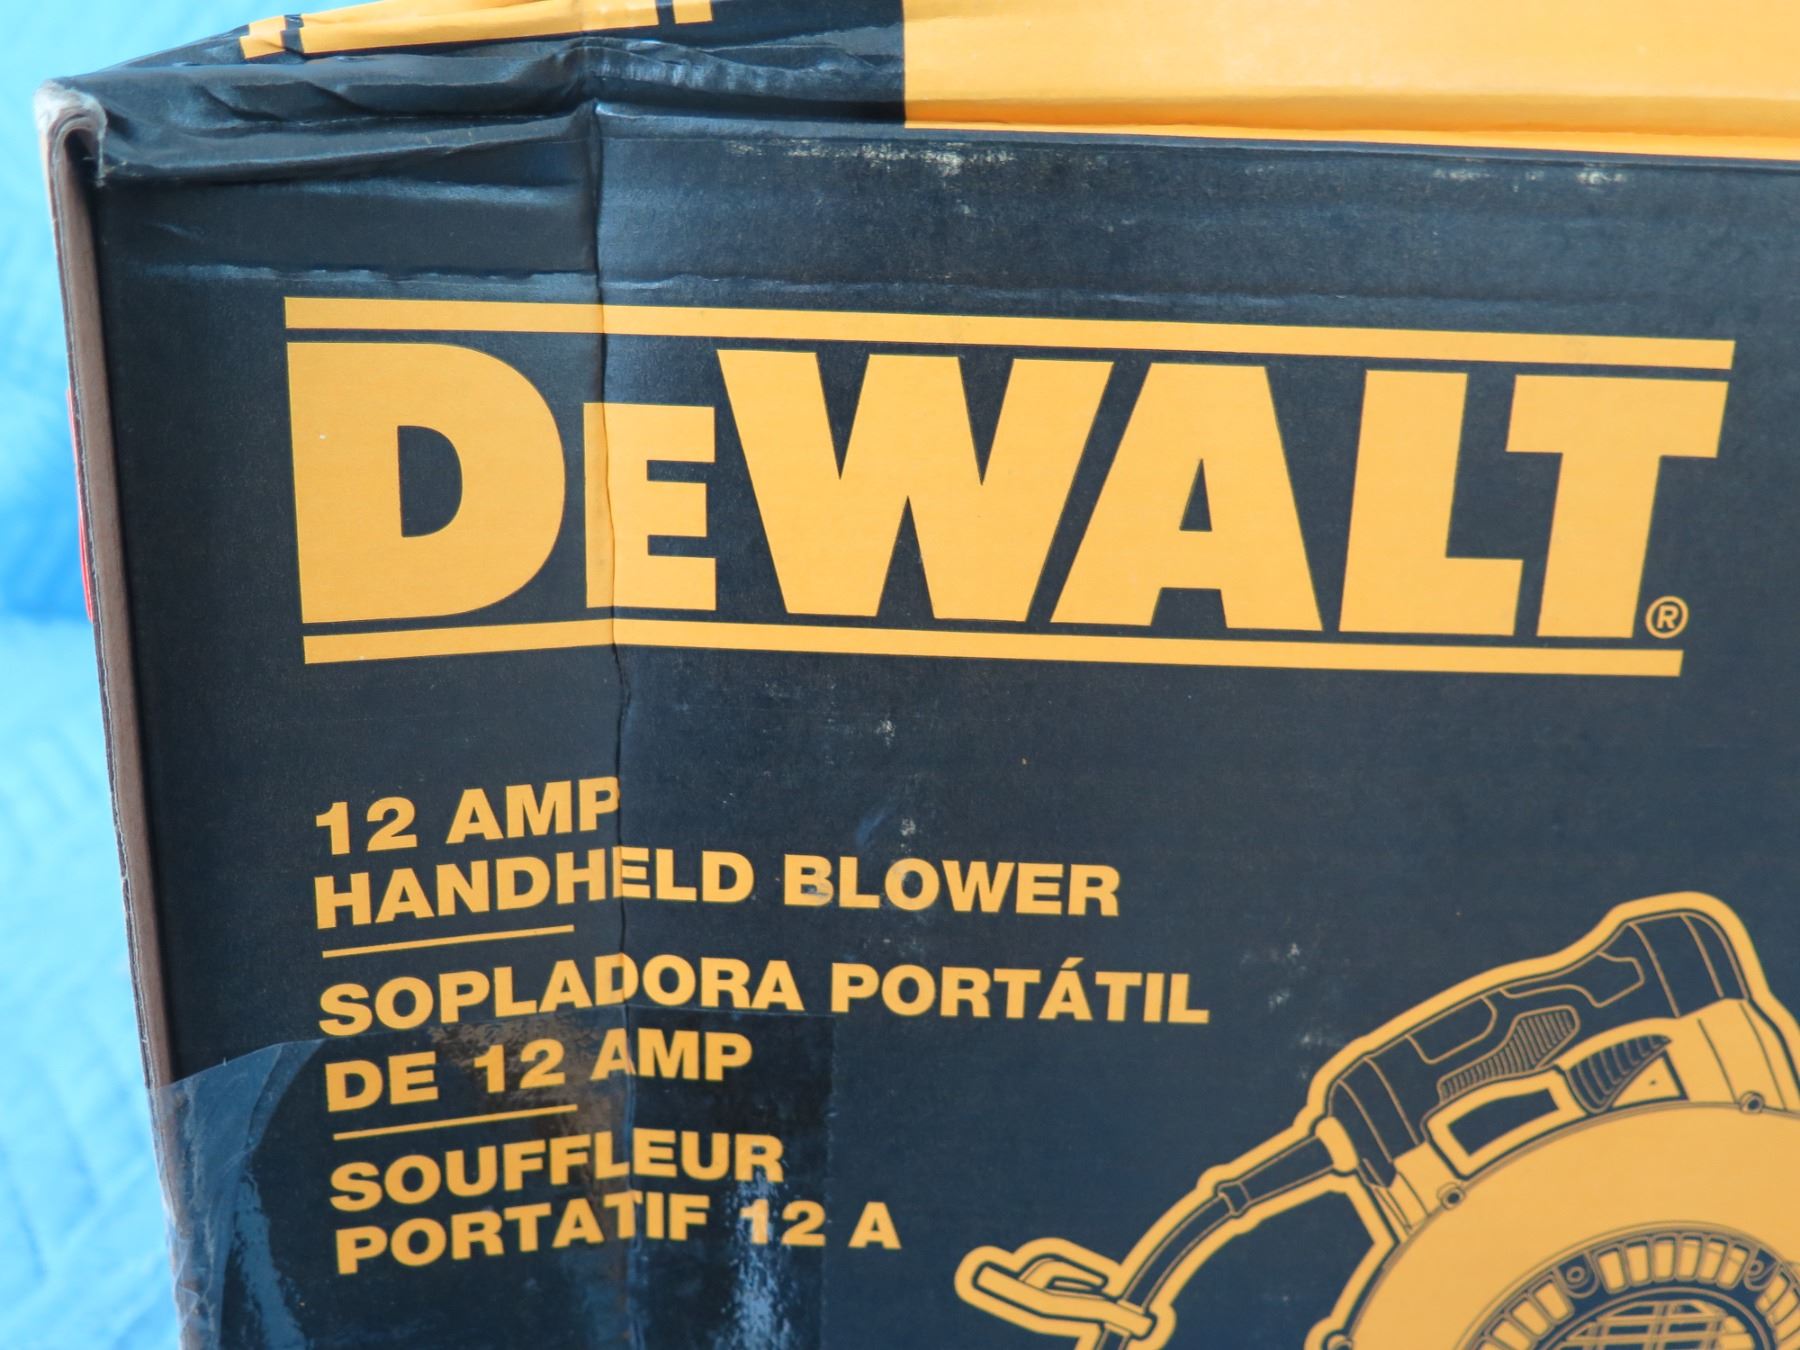 DEWALT®
12 AMP
HANDHELD BLOWER
SOPLADORA PORTÁTIL
DE 12 AMP
SOUFFLEUR
PORTATIF 12 A